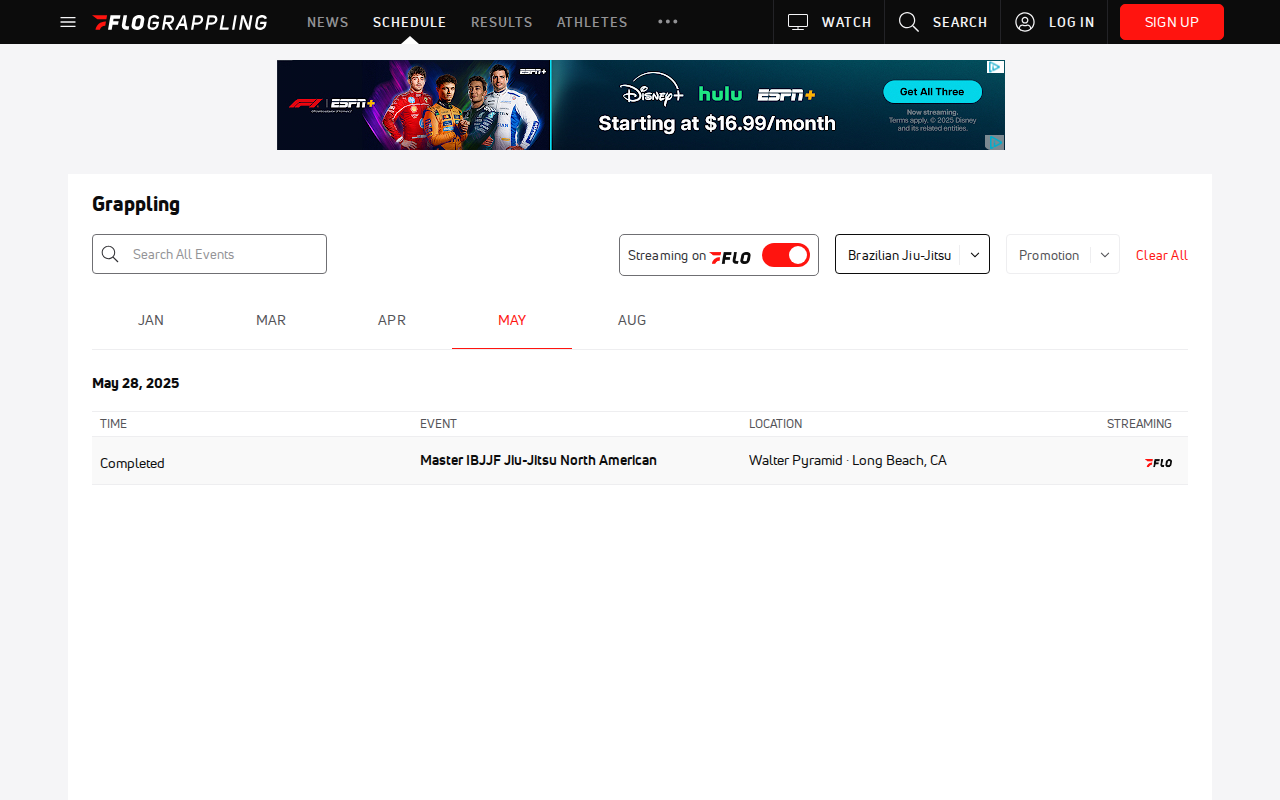 FLOGRAPPLING NEWS SCHEDULE RESULTS ATHLETES WATCH SEARCH LOG IN SIGN UP
F1 ESPN+ ESPN+ Disney+ hulu ESPN+ Get All Three
Starting at $16.99/month
Now streaming.
Terms apply. © 2025 Disney
and its related entities.
Grappling
Search All Events Streaming on FLO Brazilian Jiu-Jitsu Promotion Clear All
JAN MAR APR MAY AUG
May 28, 2025
TIME EVENT LOCATION STREAMING
Completed Master IBJJF Jiu-Jitsu North American Walter Pyramid · Long Beach, CA FLO